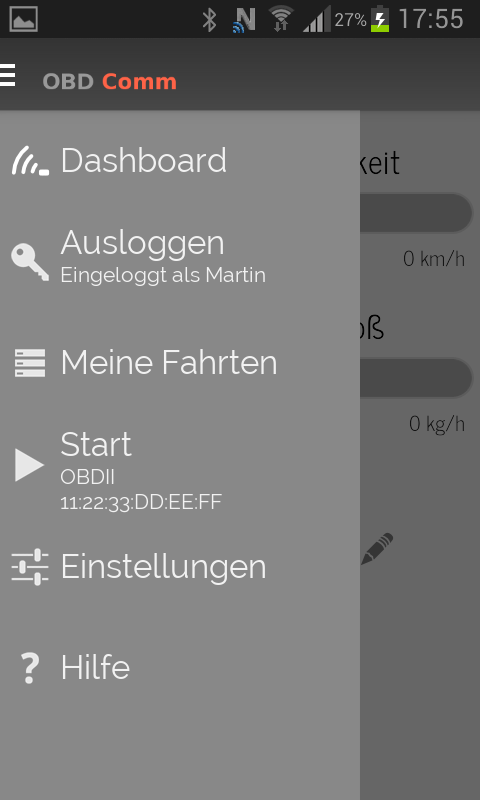 27% 17:55
OBD Comm
Dashboard
Ausloggen
Eingeloggt als Martin
Meine Fahrten
Start
OBDII
11:22:33:DD:EE:FF
Einstellungen
Hilfe
keit
0 km/h
oß
0 kg/h